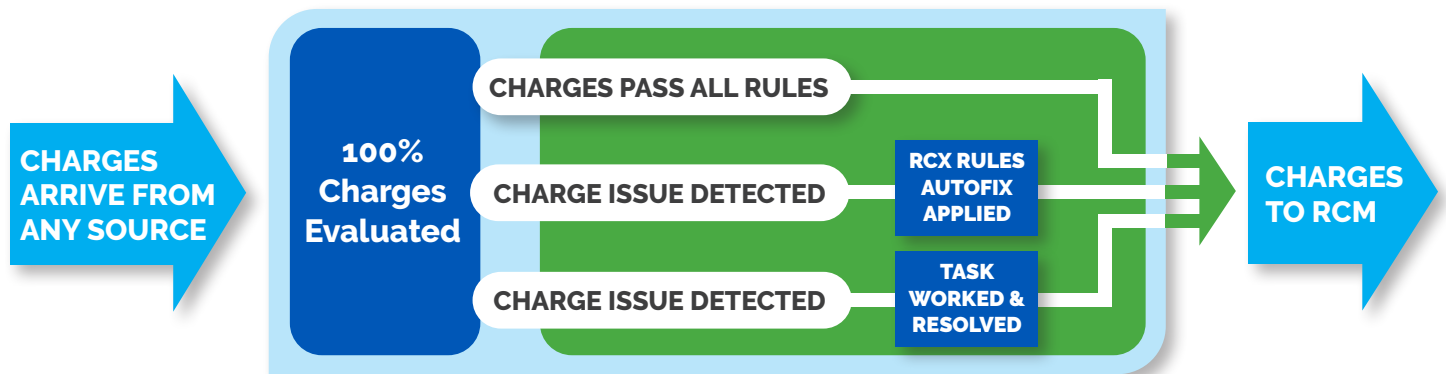 CHARGES
ARRIVE FROM
ANY SOURCE
100%
Charges
Evaluated
CHARGES PASS ALL RULES
CHARGE ISSUE DETECTED
RCX RULES
AUTOFIX
APPLIED
CHARGE ISSUE DETECTED
TASK
WORKED &
RESOLVED
CHARGES
TO RCM